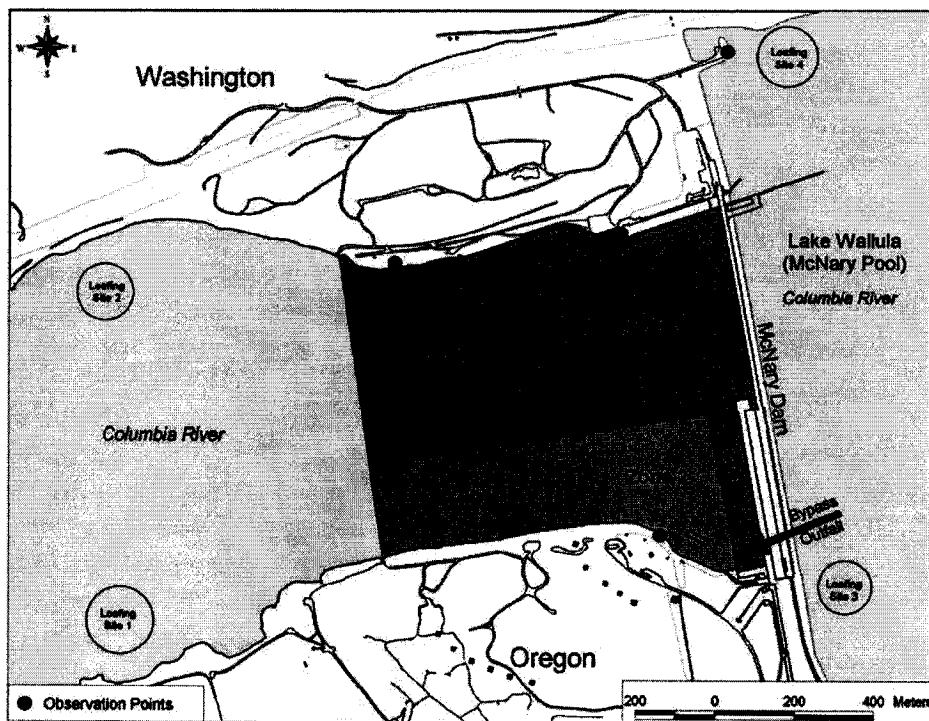 N
W
E
S
Washington
Loafing
Site 4
Loafing
Site 2
Lake Wallula
(McNary Pool)
Columbia River
McNary Dam
Columbia River
Bypass
Outfall
Loafing
Site 3
Loafing
Site 1
Oregon
Observation Points
200 0 200 400 Meters